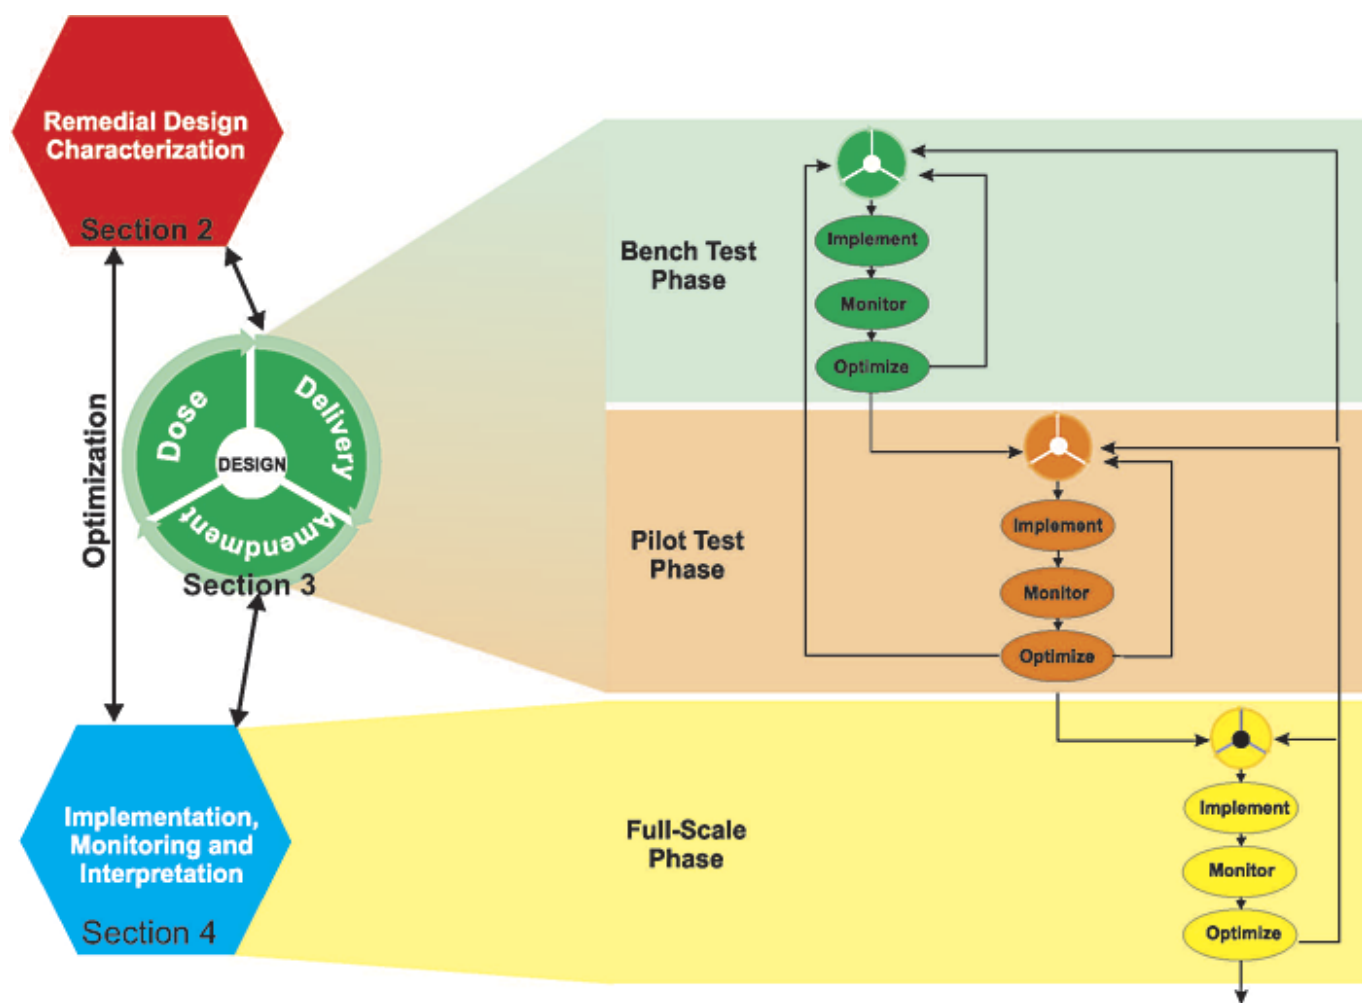 Remedial Design
Characterization
Section 2
Optimization
Dose
Delivery
DESIGN
Amendment
Section 3
Implementation,
Monitoring and
Interpretation
Section 4
Bench Test
Phase
Implement
Monitor
Optimize
Pilot Test
Phase
Implement
Monitor
Optimize
Full-Scale
Phase
Implement
Monitor
Optimize